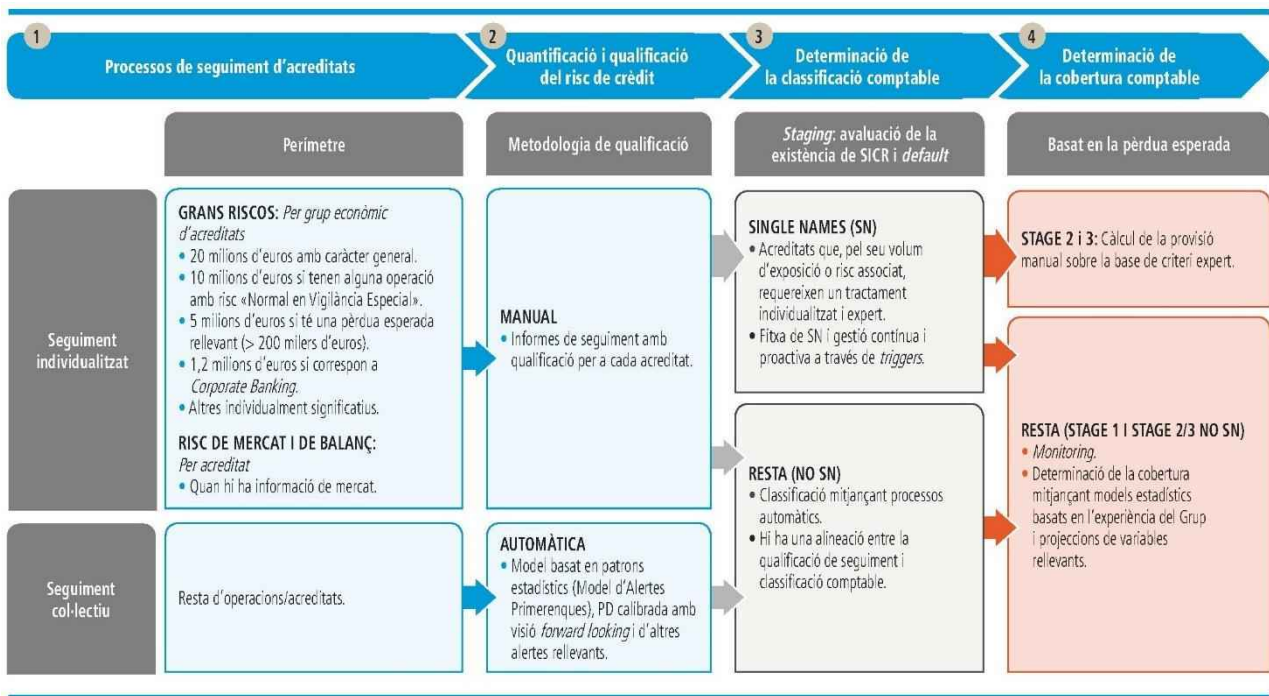 1
Processos de seguiment d’acreditats
2
Quantificació i qualificació
del risc de crèdit
3
Determinació de
la classificació comptable
4
Determinació de
la cobertura comptable
Perímetre
Metodologia de qualificació
Staging: avaluació de la
existència de SICR i default
Basat en la pèrdua esperada
Seguiment
individualitzat
GRANS RISCOS: Per grup econòmic
d’acreditats
• 20 milions d’euros amb caràcter general.
• 10 milions d’euros si tenen alguna operació
amb risc «Normal en Vigilància Especial».
• 5 milions d’euros si té una pèrdua esperada
rellevant (> 200 milers d’euros).
• 1,2 milions d’euros si correspon a
Corporate Banking.
• Altres individualment significatius.
RISC DE MERCAT I DE BALANÇ:
Per acreditat
• Quan hi ha informació de mercat.
MANUAL
• Informes de seguiment amb
qualificació per a cada acreditat.
SINGLE NAMES (SN)
• Acreditats que, pel seu volum
d’exposició o risc associat,
requereixen un tractament
individualitzat i expert.
• Fitxa de SN i gestió contínua i
proactiva a través de triggers.
STAGE 2 i 3: Càlcul de la provisió
manual sobre la base de criteri expert.
RESTA (NO SN)
• Classificació mitjançant processos
automàtics.
• Hi ha una alineació entre la
qualificació de seguiment i
classificació comptable.
RESTA (STAGE 1 I STAGE 2/3 NO SN)
• Monitoring.
• Determinació de la cobertura
mitjançant models estadístics
basats en l’experiència del Grup
i projeccions de variables
rellevants.
Seguiment
col·lectiu
Resta d’operacions/acreditats.
AUTOMÀTICA
• Model basat en patrons
estadístics (Model d’Alertes
Primerenques), PD calibrada amb
visió forward looking i d’altres
alertes rellevants.